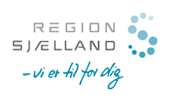 REGION
SJÆLLAND
- vi er til for dig